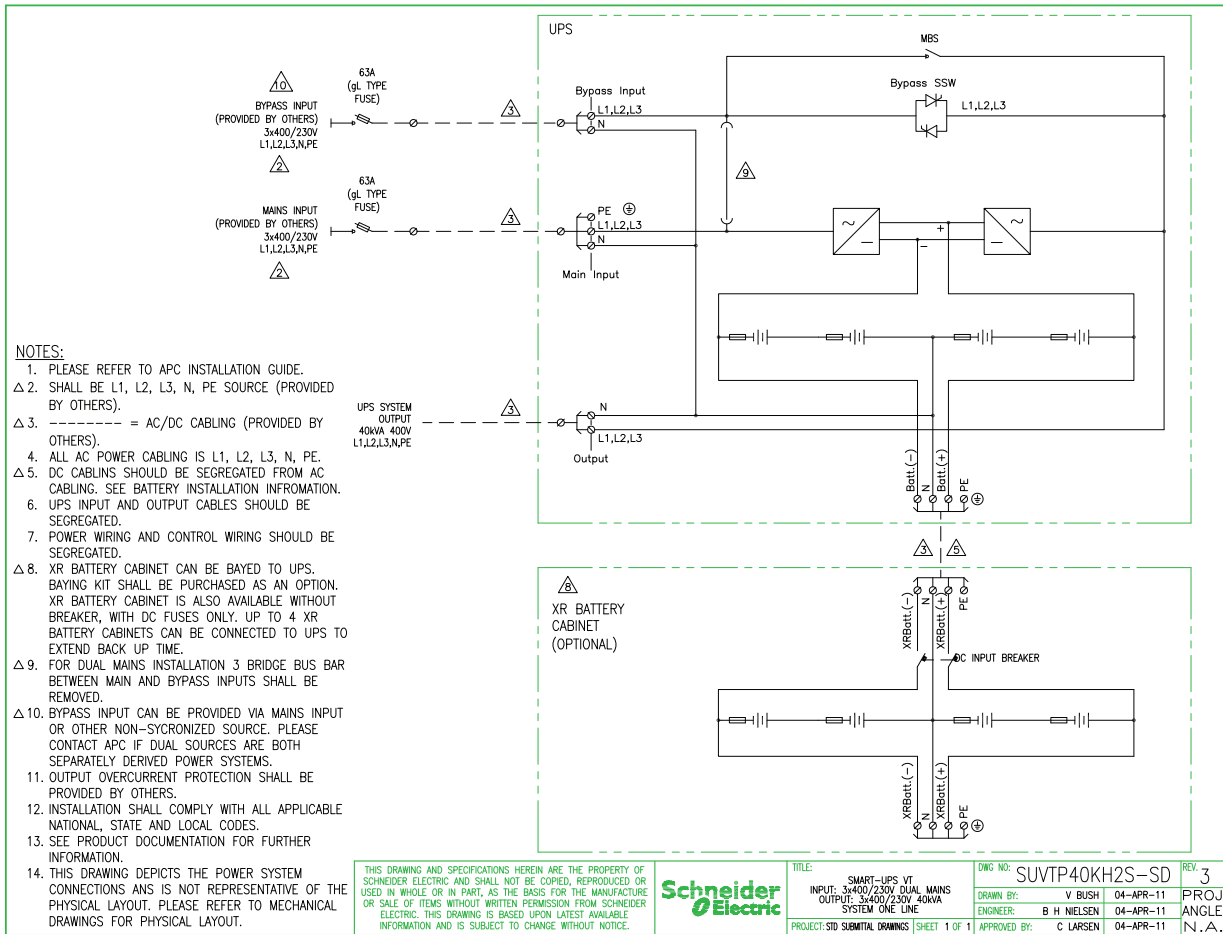 UPS
MBS
Bypass SSW
L1,L2,L3
10
BYPASS INPUT
(PROVIDED BY OTHERS)
3x400/230V
L1,L2,L3,N,PE
2
63A
(gL TYPE
FUSE)
3
Bypass Input
L1,L2,L3
N
9
MAINS INPUT
(PROVIDED BY OTHERS)
3x400/230V
L1,L2,L3,N,PE
2
63A
(gL TYPE
FUSE)
3
PE
L1,L2,L3
N
Main Input
~
−
+
−
~
−
UPS SYSTEM
OUTPUT
40kVA 400V
L1,L2,L3,N,PE
3
N
L1,L2,L3
Output
Batt.(-)
N
Batt.(+)
PE
3
5
8
XR BATTERY
CABINET
(OPTIONAL)
XRBatt.(-)
N
XRBatt.(+)
PE
DC INPUT BREAKER
XRBatt.(-)
N
XRBatt.(+)
PE
NOTES:
1. PLEASE REFER TO APC INSTALLATION GUIDE.
△ 2. SHALL BE L1, L2, L3, N, PE SOURCE (PROVIDED
BY OTHERS).
△ 3. -------- = AC/DC CABLING (PROVIDED BY
OTHERS).
4. ALL AC POWER CABLING IS L1, L2, L3, N, PE.
△ 5. DC CABLINS SHOULD BE SEGREGATED FROM AC
CABLING. SEE BATTERY INSTALLATION INFROMATION.
6. UPS INPUT AND OUTPUT CABLES SHOULD BE
SEGREGATED.
7. POWER WIRING AND CONTROL WIRING SHOULD BE
SEGREGATED.
△ 8. XR BATTERY CABINET CAN BE BAYED TO UPS.
BAYING KIT SHALL BE PURCHASED AS AN OPTION.
XR BATTERY CABINET IS ALSO AVAILABLE WITHOUT
BREAKER, WITH DC FUSES ONLY. UP TO 4 XR
BATTERY CABINETS CAN BE CONNECTED TO UPS TO
EXTEND BACK UP TIME.
△ 9. FOR DUAL MAINS INSTALLATION 3 BRIDGE BUS BAR
BETWEEN MAIN AND BYPASS INPUTS SHALL BE
REMOVED.
△ 10. BYPASS INPUT CAN BE PROVIDED VIA MAINS INPUT
OR OTHER NON-SYCRONIZED SOURCE. PLEASE
CONTACT APC IF DUAL SOURCES ARE BOTH
SEPARATELY DERIVED POWER SYSTEMS.
11. OUTPUT OVERCURRENT PROTECTION SHALL BE
PROVIDED BY OTHERS.
12. INSTALLATION SHALL COMPLY WITH ALL APPLICABLE
NATIONAL, STATE AND LOCAL CODES.
13. SEE PRODUCT DOCUMENTATION FOR FURTHER
INFORMATION.
14. THIS DRAWING DEPICTS THE POWER SYSTEM
CONNECTIONS ANS IS NOT REPRESENTATIVE OF THE
PHYSICAL LAYOUT. PLEASE REFER TO MECHANICAL
DRAWINGS FOR PHYSICAL LAYOUT.
THIS DRAWING AND SPECIFICATIONS HEREIN ARE THE PROPERTY OF
SCHNEIDER ELECTRIC AND SHALL NOT BE COPIED, REPRODUCED OR
USED IN WHOLE OR IN PART, AS THE BASIS FOR THE MANUFACTURE
OR SALE OF ITEMS WITHOUT WRITTEN PERMISSION FROM SCHNEIDER
ELECTRIC. THIS DRAWING IS BASED UPON LATEST AVAILABLE
INFORMATION AND IS SUBJECT TO CHANGE WITHOUT NOTICE.
Schneider
Electric
TITLE:
SMART-UPS VT
INPUT: 3x400/230V DUAL MAINS
OUTPUT: 3x400/230V 40kVA
SYSTEM ONE LINE
PROJECT: STD SUBMITTAL DRAWINGS SHEET 1 OF 1
DWG NO: SUVTP40KH2S-SD
DRAWN BY: V BUSH 04-APR-11
ENGINEER: B H NIELSEN 04-APR-11
APPROVED BY: C LARSEN 04-APR-11
REV. 3
PROJ
ANGLE
N.A.